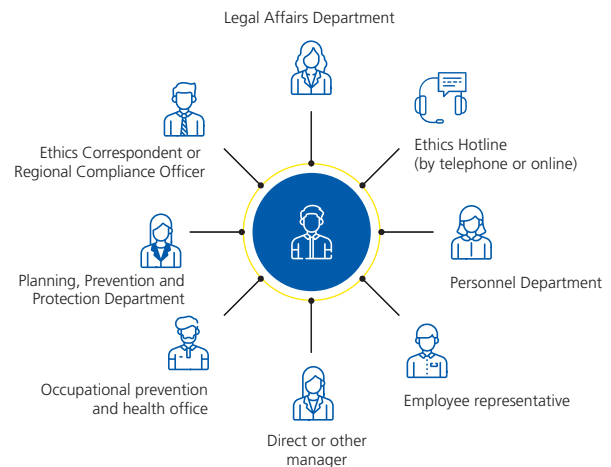 Legal Affairs Department
Ethics Correspondent or
Regional Compliance Officer
Ethics Hotline
(by telephone or online)
Planning, Prevention and
Protection Department
Personnel Department
Occupational prevention
and health office
Employee representative
Direct or other
manager